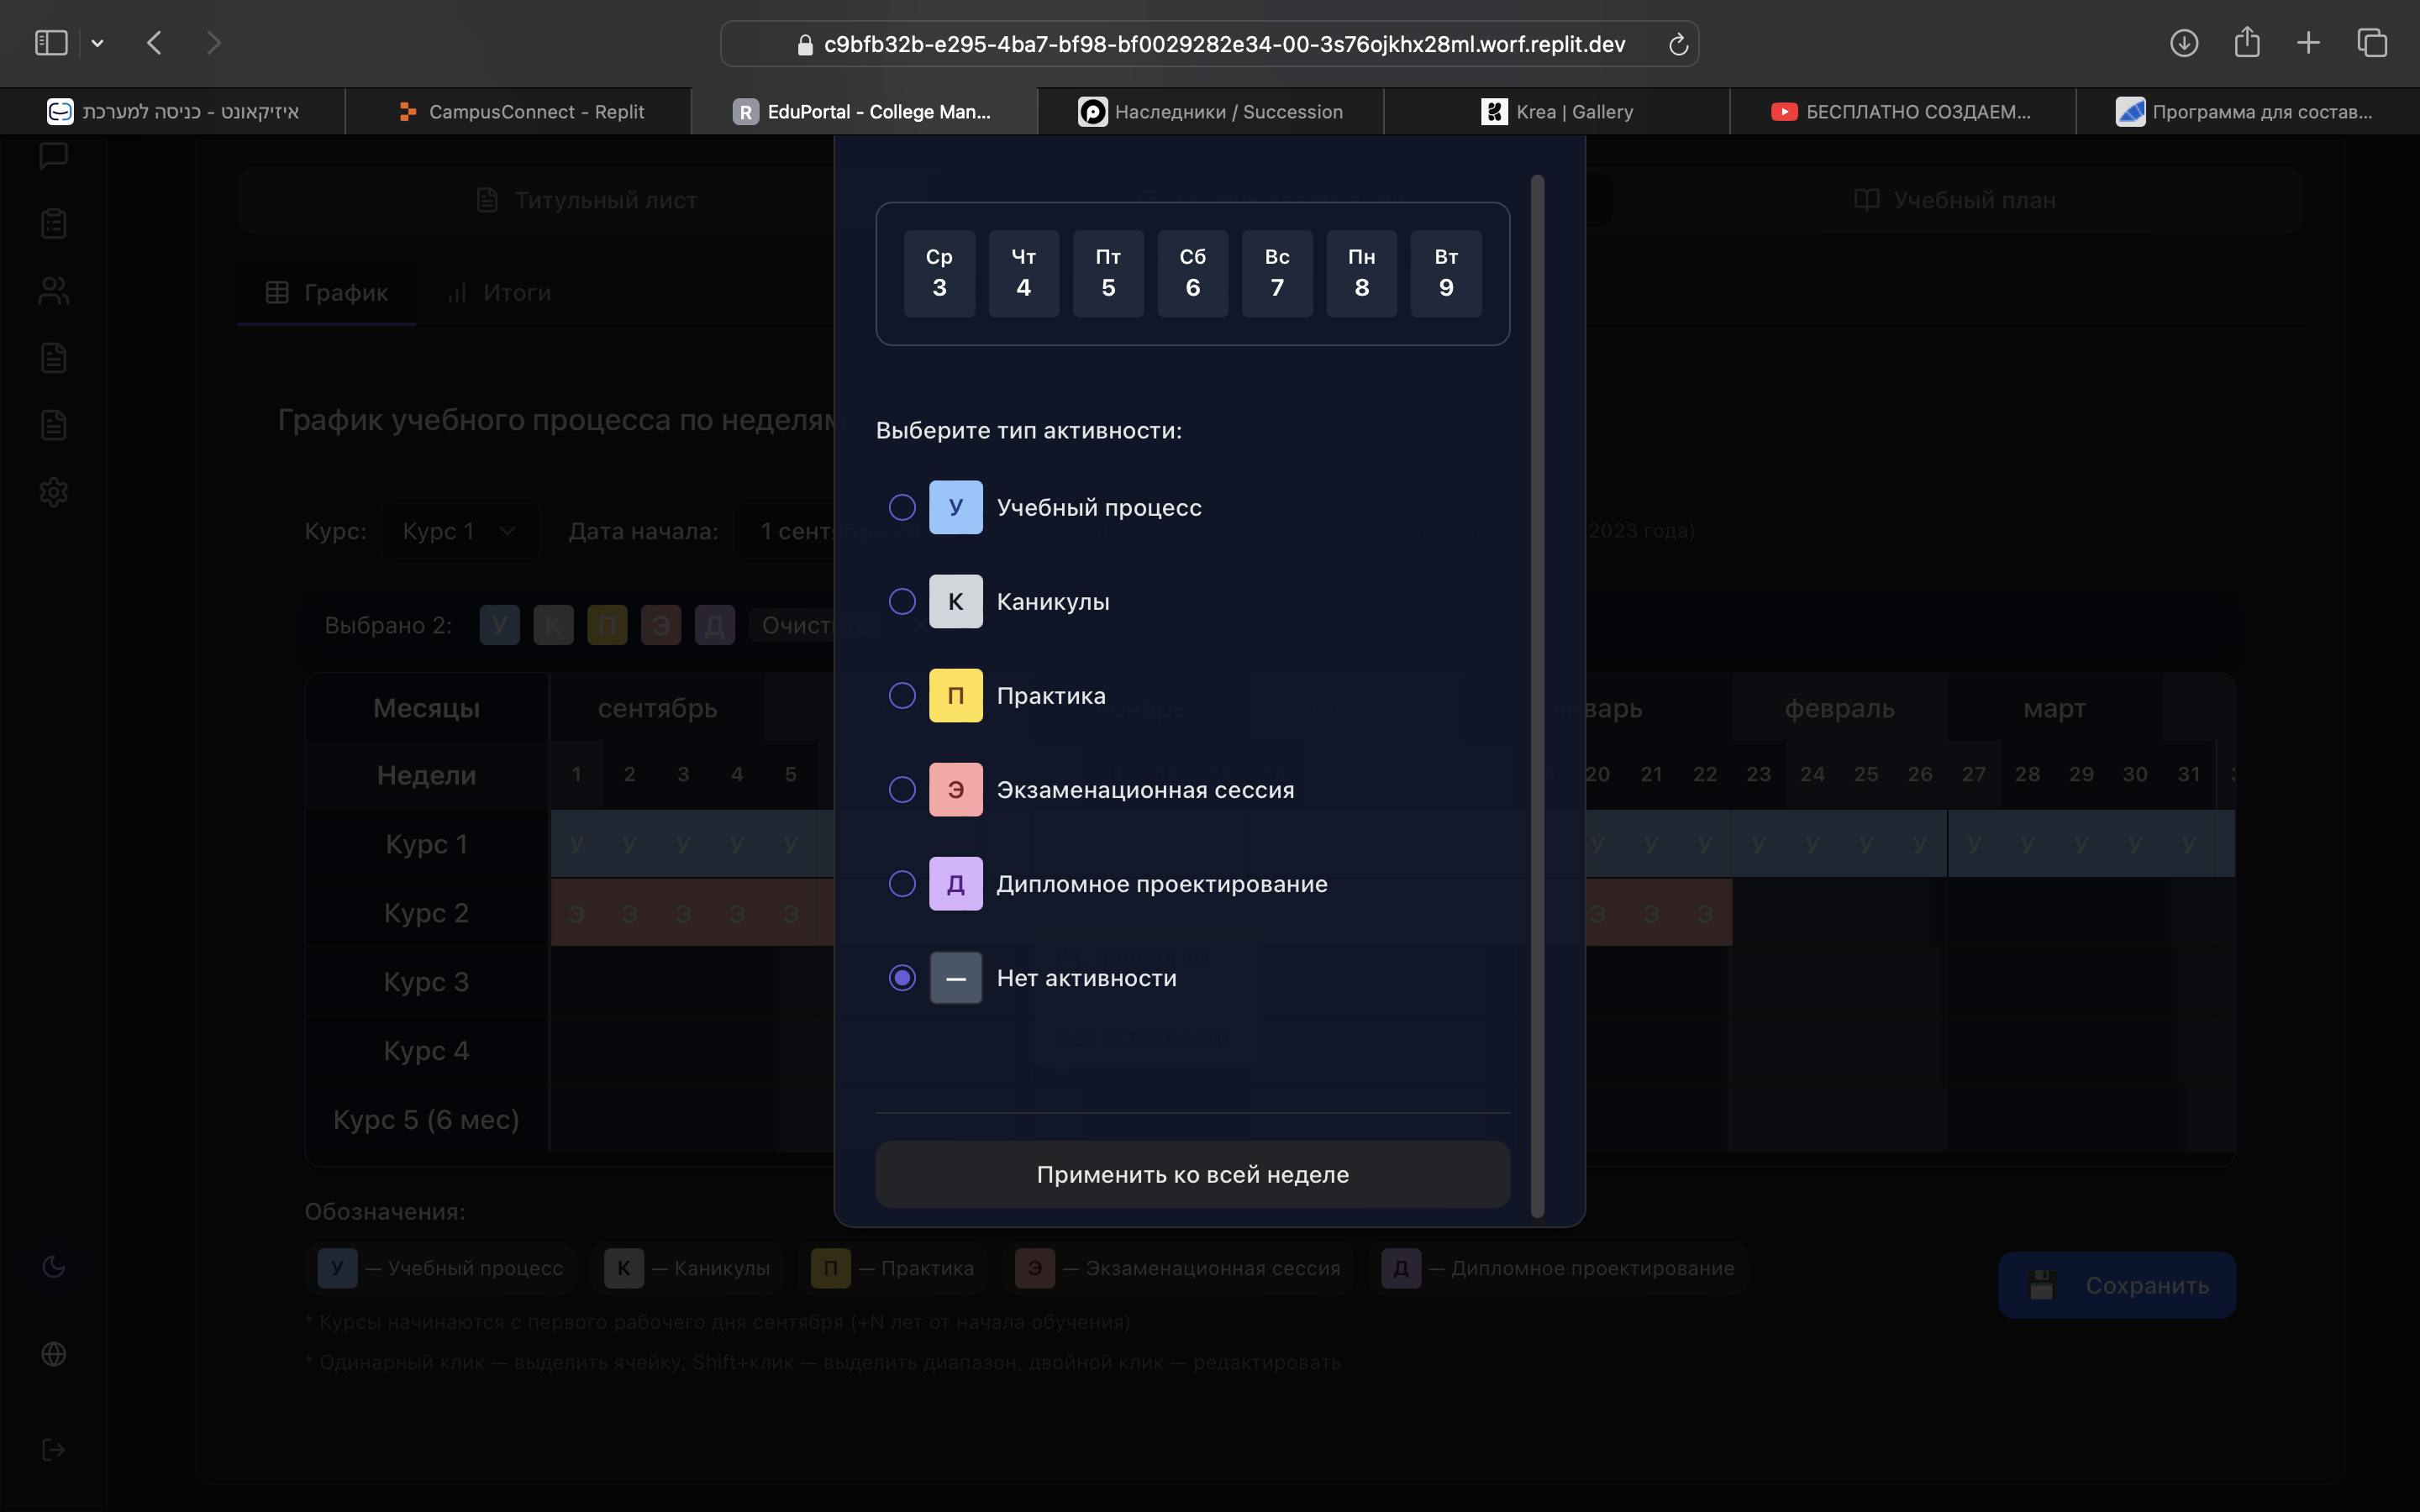 c9bfb32b-e295-4ba7-bf98-bf0029282e34-00-3s76ojkhx28ml.worf.replit.dev
איזיקאונט - כניסה למערכת
CampusConnect - Replit
R EduPortal - College Man...
Наследники / Succession
Krea | Gallery
БЕСПЛАТНО СОЗДАЕМ...
Программа для состав...
Титульный лист
Учебный план
График
Итоги
График учебного процесса по неделям
Курс: Курс 1 Дата начала: 1 сент
2023 года)
Выбрано 2: У К П Э Д
Месяцы сентябрь
варь февраль март
Недели 1 2 3 4 5
20 21 22 23 24 25 26 27 28 29 30 31
Курс 1 У У У У У
У У У У У У У У У У У У
Курс 2 Э Э Э Э Э
Э Э Э
Курс 3
Курс 4
Курс 5 (6 мес)
Обозначения:
У — Учебный процесс К — Каникулы П — Практика Э — Экзаменационная сессия Д — Дипломное проектирование
* Курсы начинаются с первого рабочего дня сентября (+N лет от начала обучения)
* Одинарный клик — выделить ячейку, Shift+клик — выделить диапазон, двойной клик — редактировать
Сохранить
Ср Чт Пт Сб Вс Пн Вт
3 4 5 6 7 8 9
Выберите тип активности:
У Учебный процесс
К Каникулы
П Практика
Э Экзаменационная сессия
Д Дипломное проектирование
— Нет активности
Применить ко всей неделе